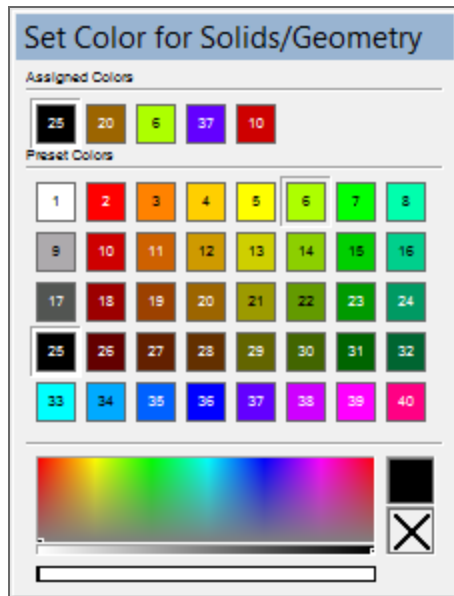 Set Color for Solids/Geometry
Assigned Colors
25 20 6 37 10
Preset Colors
1 2 3 4 5 6 7 8
9 10 11 12 13 14 15 16
17 18 19 20 21 22 23 24
25 26 27 28 29 30 31 32
33 34 35 36 37 38 39 40